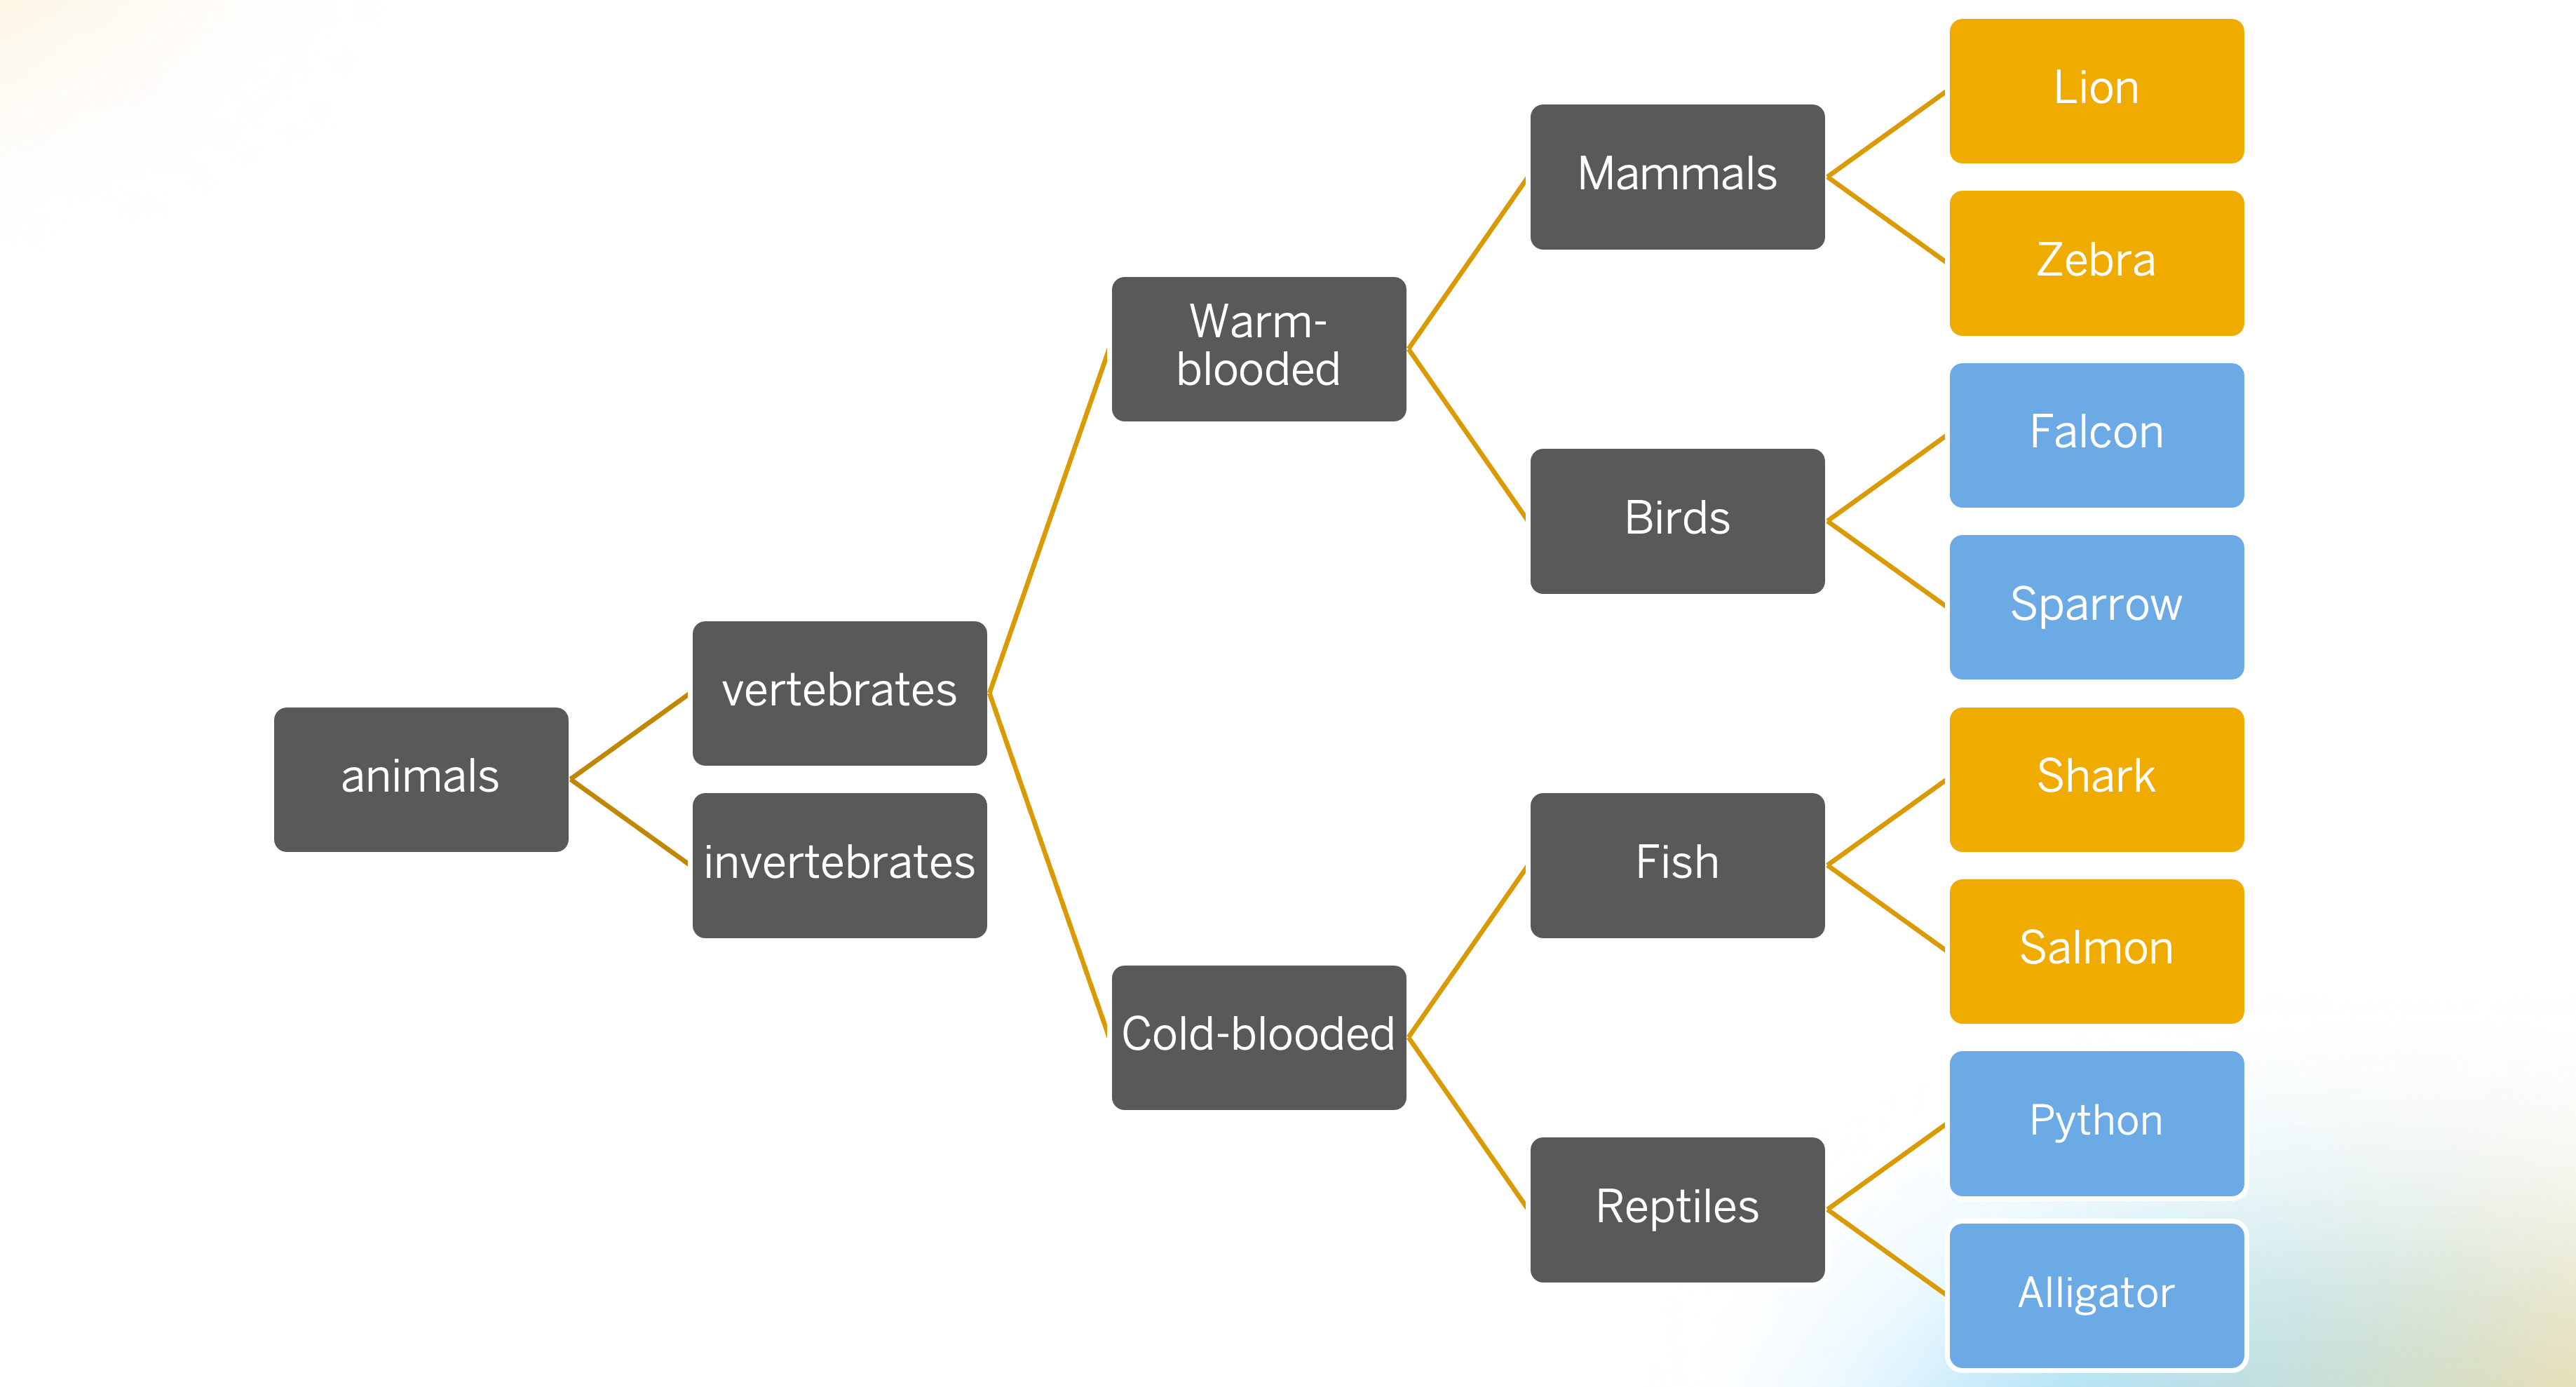 animals
vertebrates
invertebrates
Warm-
blooded
Cold-blooded
Mammals
Birds
Fish
Reptiles
Lion
Zebra
Falcon
Sparrow
Shark
Salmon
Python
Alligator